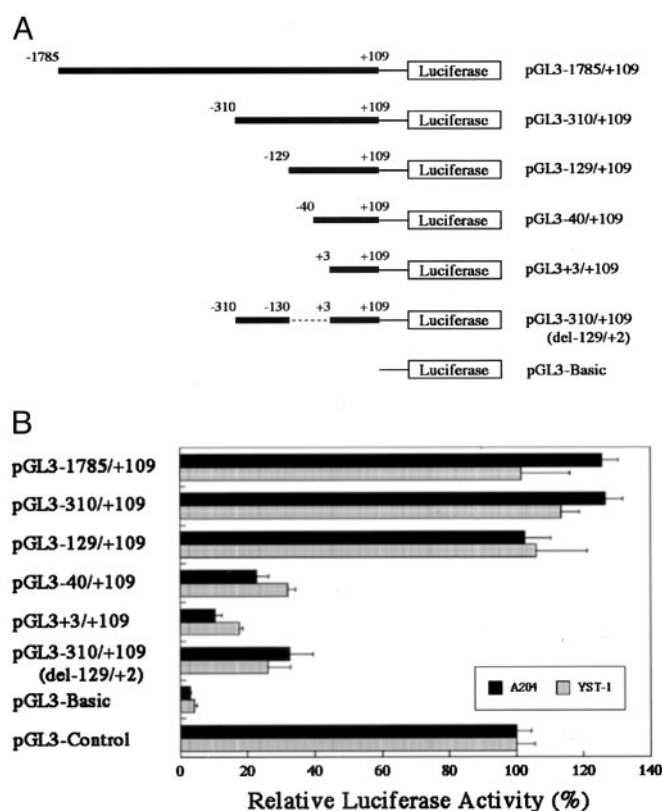 A
-1785 +109
Luciferase pGL3-1785/+109
-310 +109
Luciferase pGL3-310/+109
-129 +109
Luciferase pGL3-129/+109
-40 +109
Luciferase pGL3-40/+109
+3 +109
Luciferase pGL3+3/+109
-310 -130 +3 +109
Luciferase pGL3-310/+109
(del-129/+2)
Luciferase pGL3-Basic
B
pGL3-1785/+109
pGL3-310/+109
pGL3-129/+109
pGL3-40/+109
pGL3+3/+109
pGL3-310/+109
(del-129/+2)
pGL3-Basic
pGL3-Control
A204 YST-1
0 20 40 60 80 100 120 140
Relative Luciferase Activity (%)